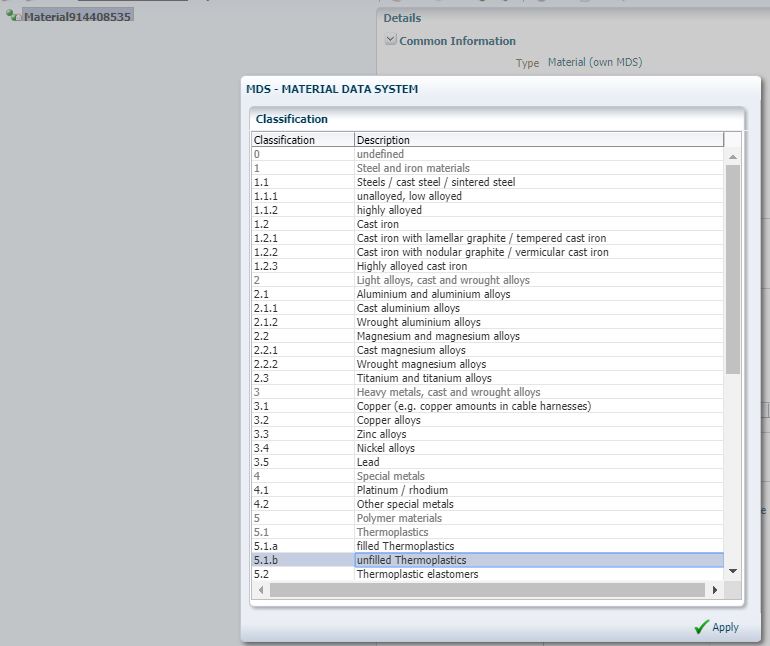 Material914408535
Details
Common Information
Type Material (own MDS)
MDS - MATERIAL DATA SYSTEM
Classification
Classification Description
0 undefined
1 Steel and iron materials
1.1 Steels / cast steel / sintered steel
1.1.1 unalloyed, low alloyed
1.1.2 highly alloyed
1.2 Cast iron
1.2.1 Cast iron with lamellar graphite / tempered cast iron
1.2.2 Cast iron with nodular graphite / vermicular cast iron
1.2.3 Highly alloyed cast iron
2 Light alloys, cast and wrought alloys
2.1 Aluminium and aluminium alloys
2.1.1 Cast aluminium alloys
2.1.2 Wrought aluminium alloys
2.2 Magnesium and magnesium alloys
2.2.1 Cast magnesium alloys
2.2.2 Wrought magnesium alloys
2.3 Titanium and titanium alloys
3 Heavy metals, cast and wrought alloys
3.1 Copper (e.g. copper amounts in cable harnesses)
3.2 Copper alloys
3.3 Zinc alloys
3.4 Nickel alloys
3.5 Lead
4 Special metals
4.1 Platinum / rhodium
4.2 Other special metals
5 Polymer materials
5.1 Thermoplastics
5.1.a filled Thermoplastics
5.1.b unfilled Thermoplastics
5.2 Thermoplastic elastomers
Apply